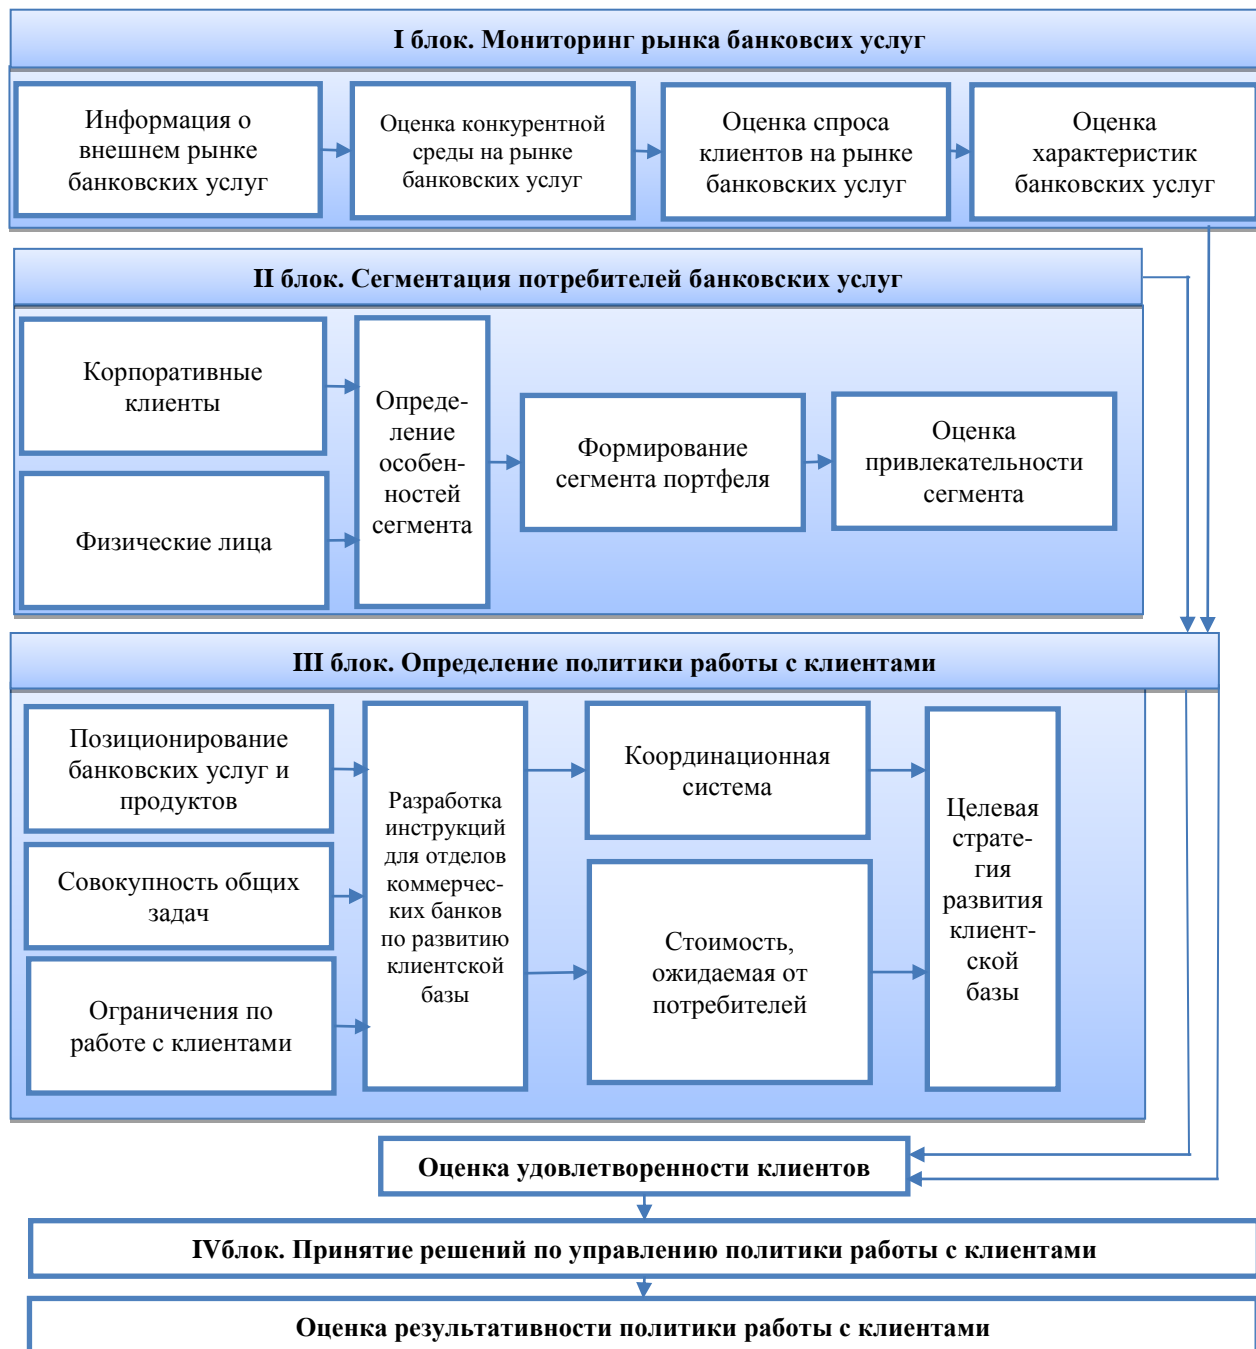 I блок. Мониторинг рынка банковсих услуг
Информация о
внешнем рынке
банковских услуг
Оценка конкурентной
среды на рынке
банковских услуг
Оценка спроса
клиентов на рынке
банковских услуг
Оценка
характеристик
банковских услуг
II блок. Сегментация потребителей банковских услуг
Корпоративные
клиенты
Физические лица
Опреде-
ление
особен-
ностей
сегмента
Формирование
сегмента портфеля
Оценка
привлекательности
сегмента
III блок. Определение политики работы с клиентами
Позиционирование
банковских услуг и
продуктов
Совокупность общих
задач
Ограничения по
работе с клиентами
Разработка
инструкций
для отделов
коммерчес-
ких банков
по развитию
клиентской
базы
Координационная
система
Стоимость,
ожидаемая от
потребителей
Целевая
страте-
гия
развития
клиент-
ской
базы
Оценка удовлетворенности клиентов
IVблок. Принятие решений по управлению политики работы с клиентами
Оценка результативности политики работы с клиентами